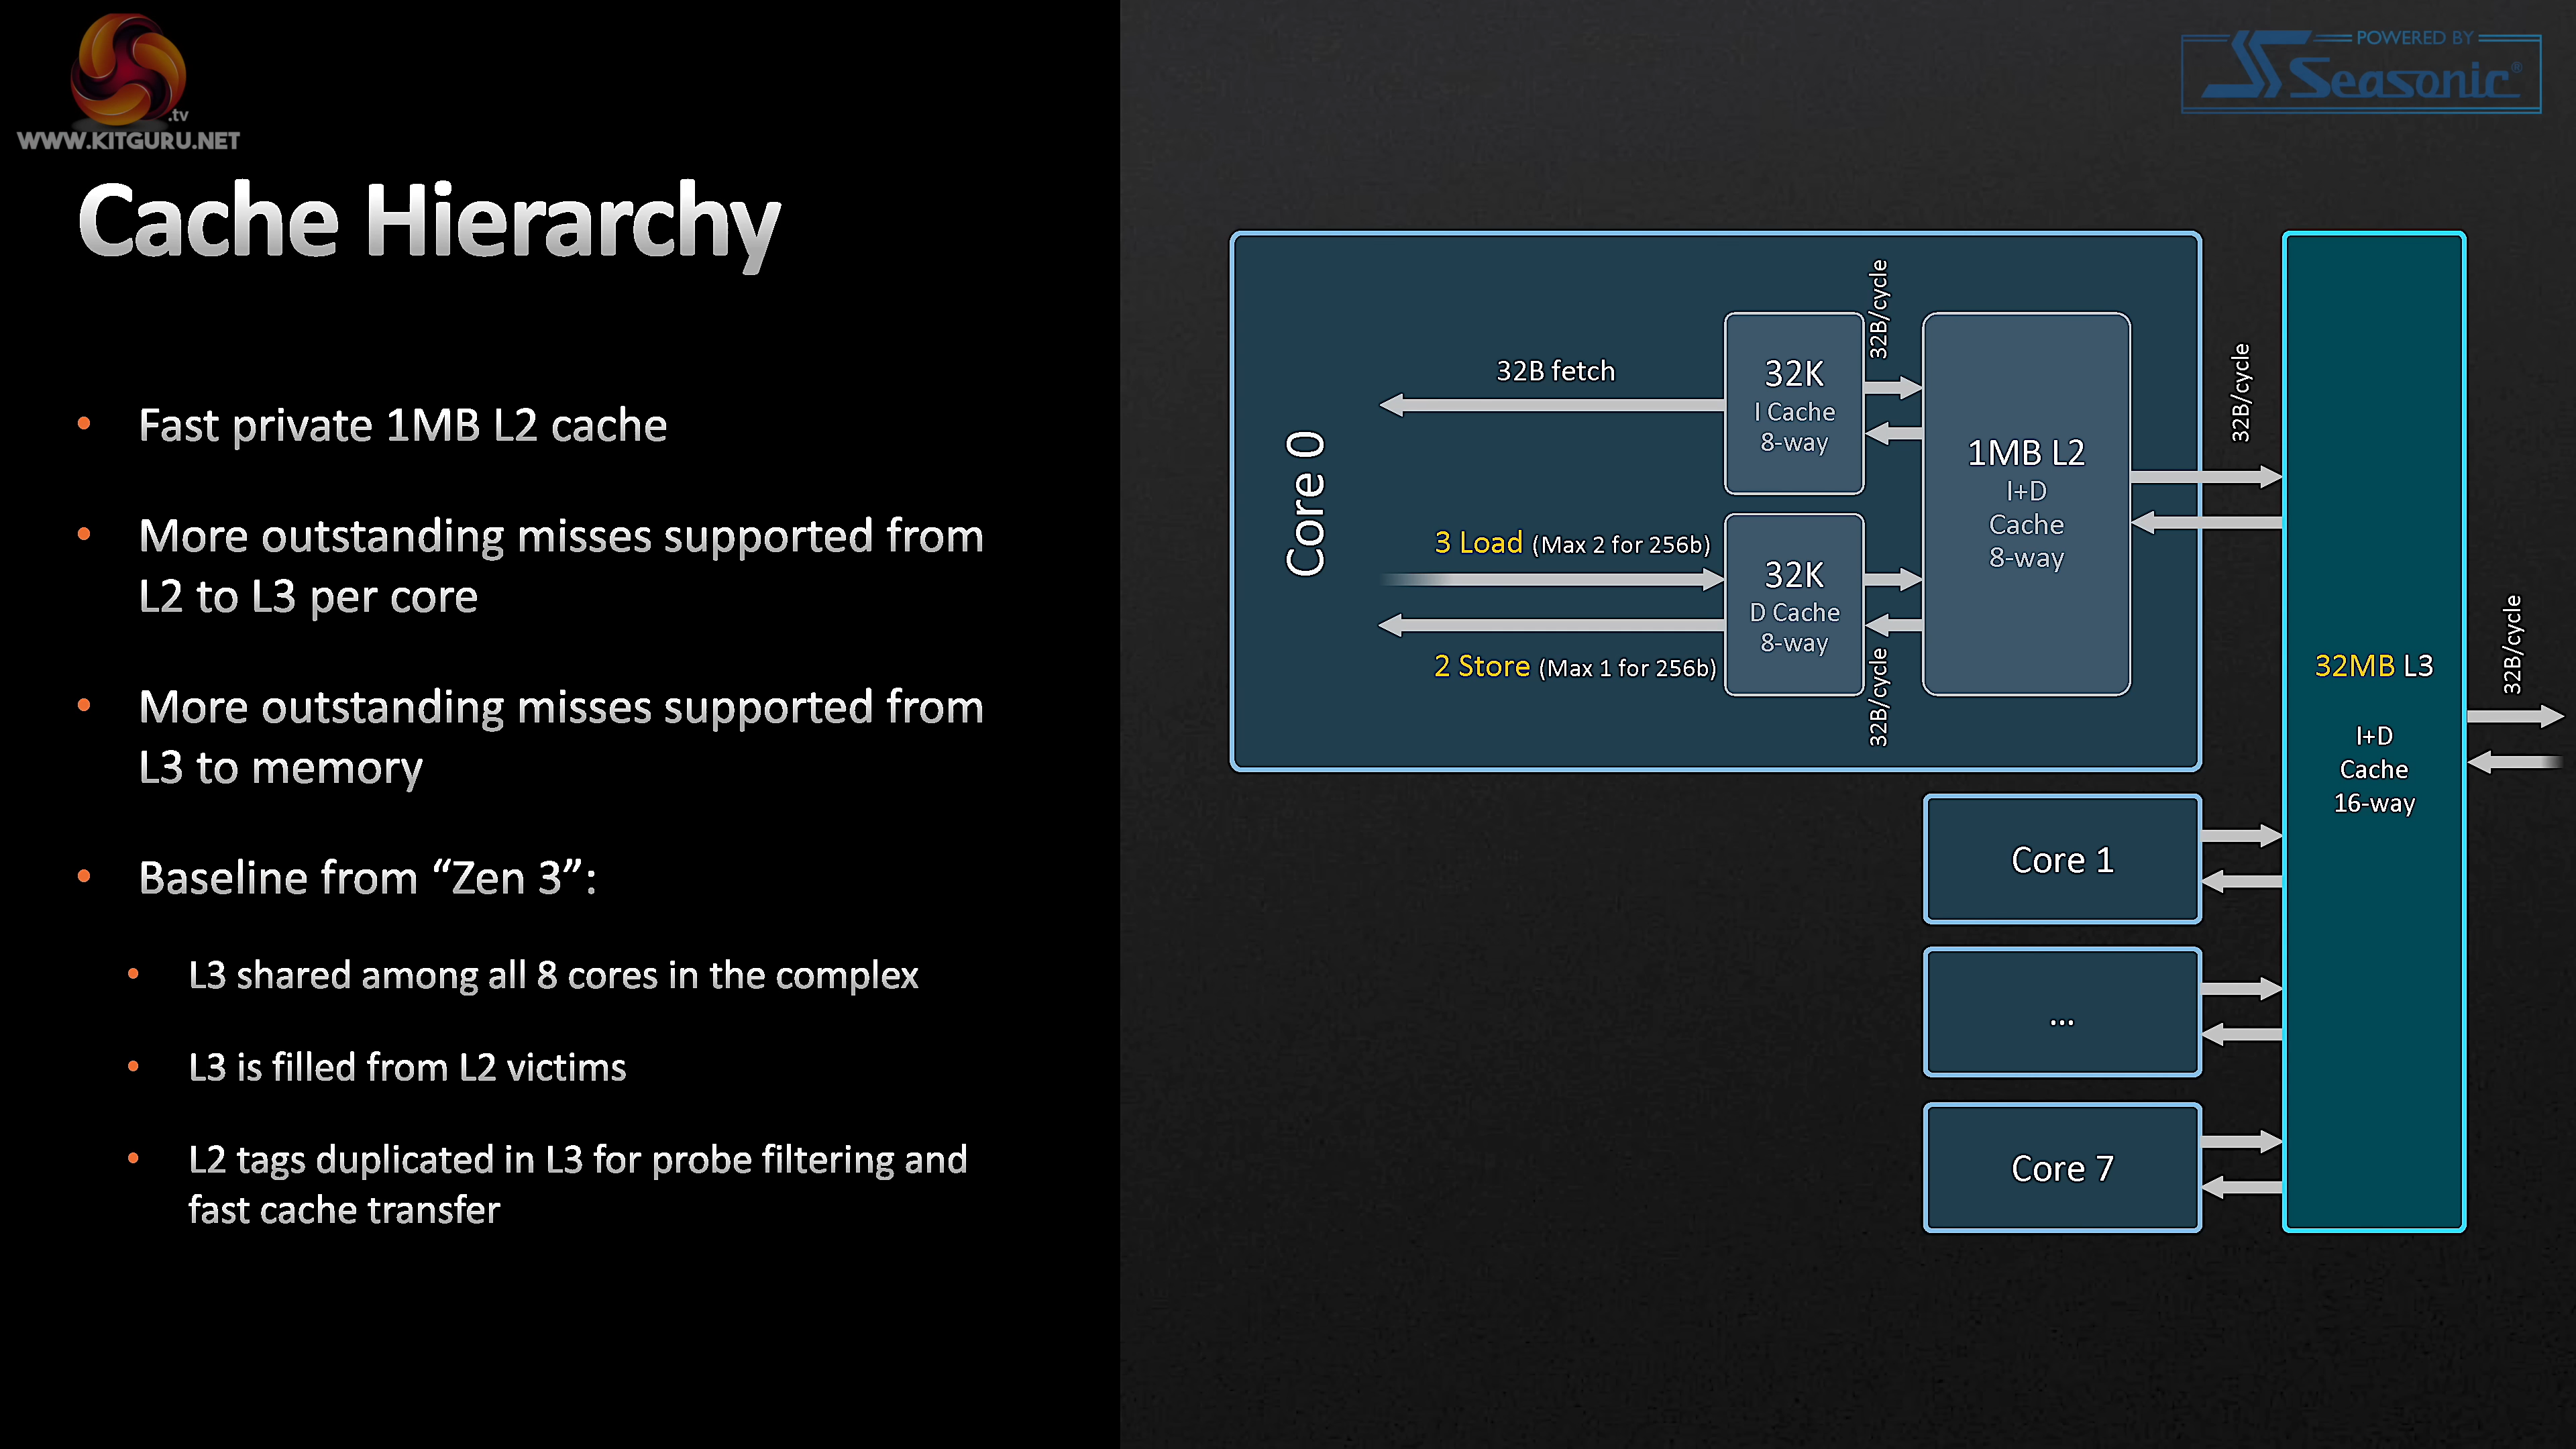 .tv
WWW.KITGURU.NET
POWERED BY
Seasonic®
Cache Hierarchy
• Fast private 1MB L2 cache
• More outstanding misses supported from
L2 to L3 per core
• More outstanding misses supported from
L3 to memory
• Baseline from “Zen 3”:
• L3 shared among all 8 cores in the complex
• L3 is filled from L2 victims
• L2 tags duplicated in L3 for probe filtering and
fast cache transfer
Core 0
32B fetch
32K
I Cache
8-way
32B/cycle
3 Load (Max 2 for 256b)
2 Store (Max 1 for 256b)
32K
D Cache
8-way
32B/cycle
1MB L2
I+D
Cache
8-way
32B/cycle
32MB L3
I+D
Cache
16-way
32B/cycle
Core 1
...
Core 7